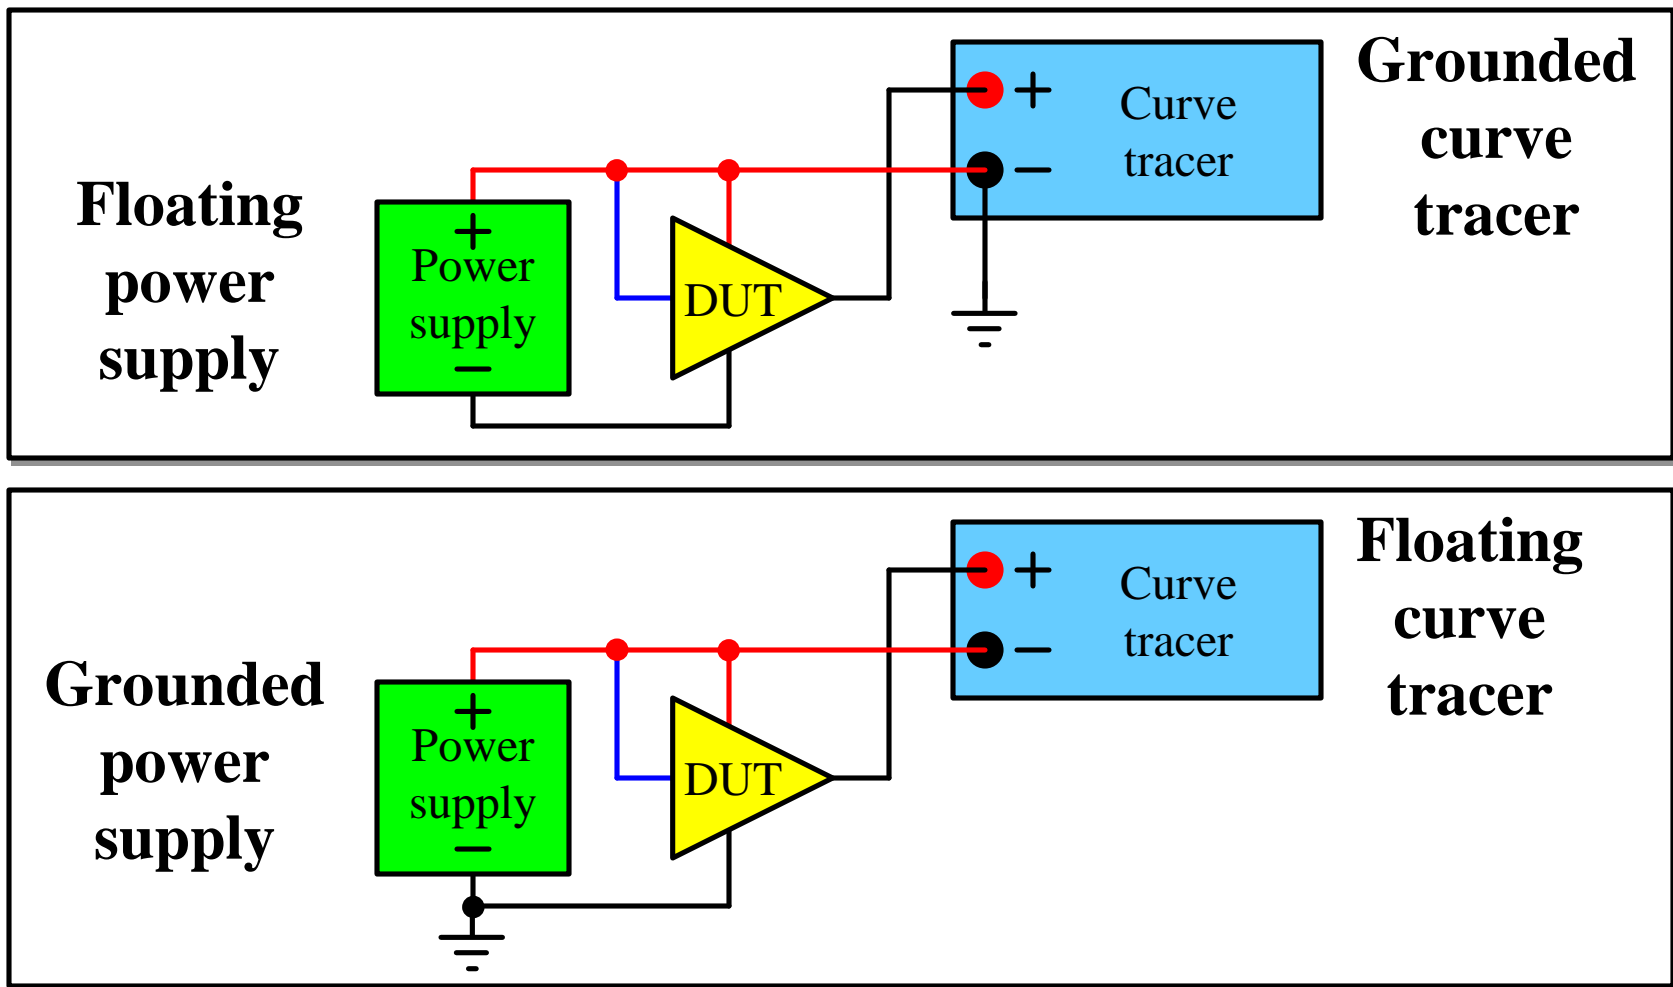 Floating
power
supply
+
Power
supply
−
DUT
+
−
Curve
tracer
Grounded
curve
tracer
Grounded
power
supply
+
Power
supply
−
DUT
+
−
Curve
tracer
Floating
curve
tracer